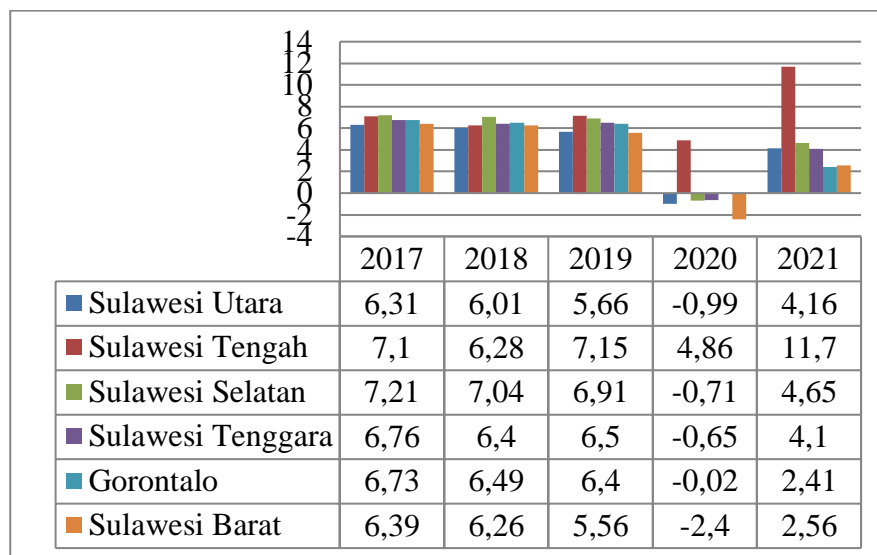 14
12
10
8
6
4
2
0
-2
-4
2017 2018 2019 2020 2021
Sulawesi Utara 6,31 6,01 5,66 -0,99 4,16
Sulawesi Tengah 7,1 6,28 7,15 4,86 11,7
Sulawesi Selatan 7,21 7,04 6,91 -0,71 4,65
Sulawesi Tenggara 6,76 6,4 6,5 -0,65 4,1
Gorontalo 6,73 6,49 6,4 -0,02 2,41
Sulawesi Barat 6,39 6,26 5,56 -2,4 2,56